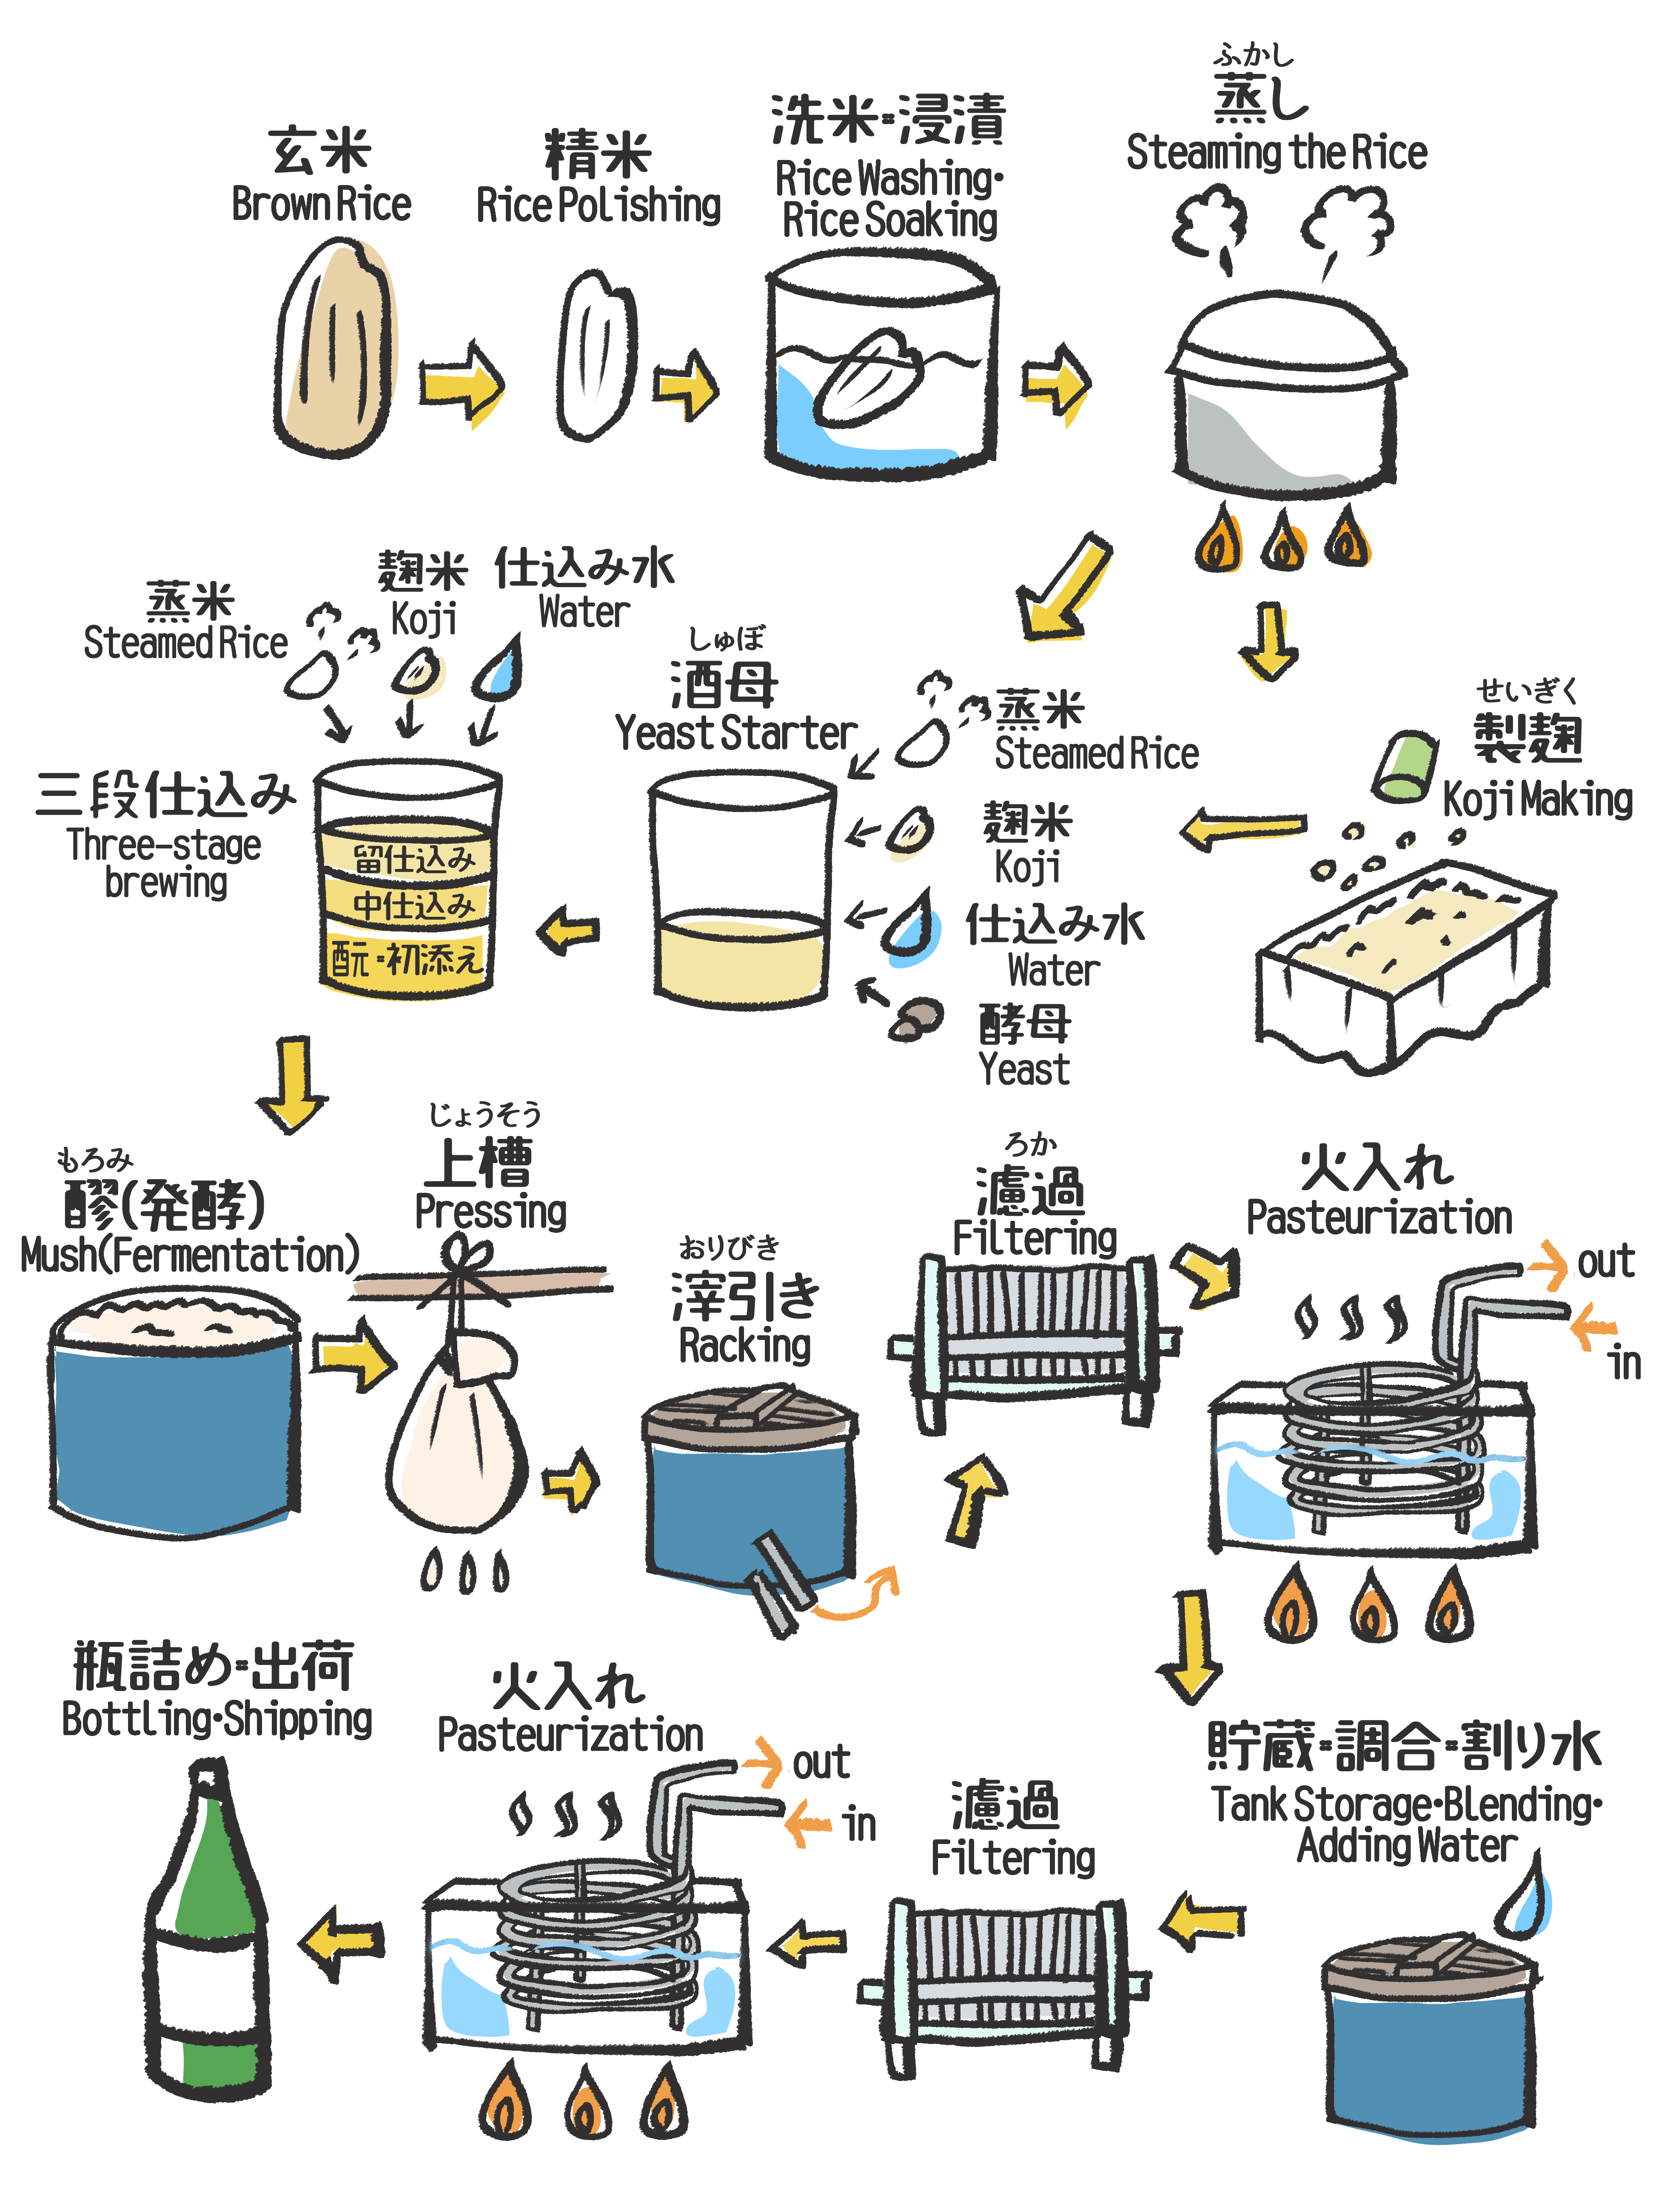 玄米
Brown Rice
精米
Rice Polishing
洗米=浸漬
Rice Washing・
Rice Soaking
ふかし
蒸し
Steaming the Rice
蒸米
Steamed Rice
麹米
Koji
仕込み水
Water
三段仕込み
Three-stage
brewing
留仕込み
中仕込み
酛=初添え
しゅぼ
酒母
Yeast Starter
蒸米
Steamed Rice
麹米
Koji
仕込み水
Water
酵母
Yeast
せいぎく
製麹
Koji Making
もろみ
醪(発酵)
Mush(Fermentation)
じょうそう
上槽
Pressing
おりびき
滓引き
Racking
ろか
濾過
Filtering
火入れ
Pasteurization
out
in
貯蔵=調合=割り水
Tank Storage・Blending・
Adding Water
濾過
Filtering
火入れ
Pasteurization
out
in
瓶詰め=出荷
Bottling・Shipping